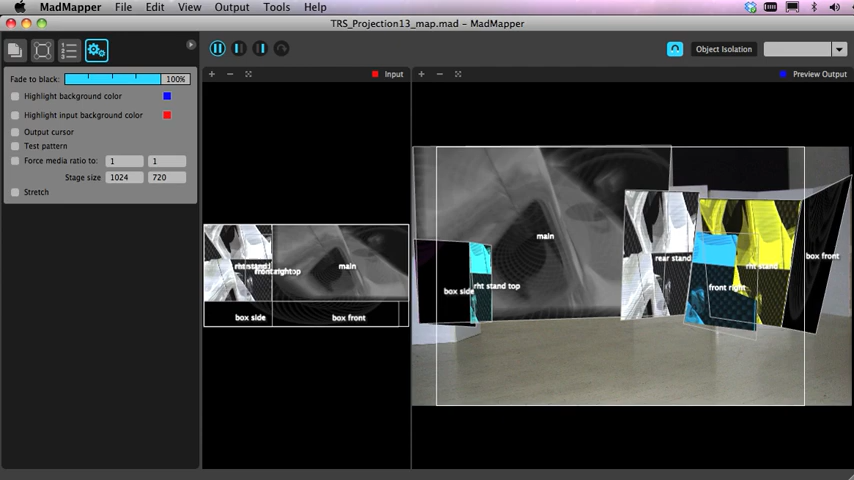 MadMapper File Edit View Output Tools Help
TRS_Projection13_map.mad – MadMapper
Object Isolation
Fade to black: 100%
Highlight background color
Highlight input background color
Output cursor
Test pattern
Force media ratio to: 1 1
Stage size 1024 720
Stretch
Input
main
box side
box front
Preview Output
main
rear stand
rht stand
box front
box side
rht stand top
front right